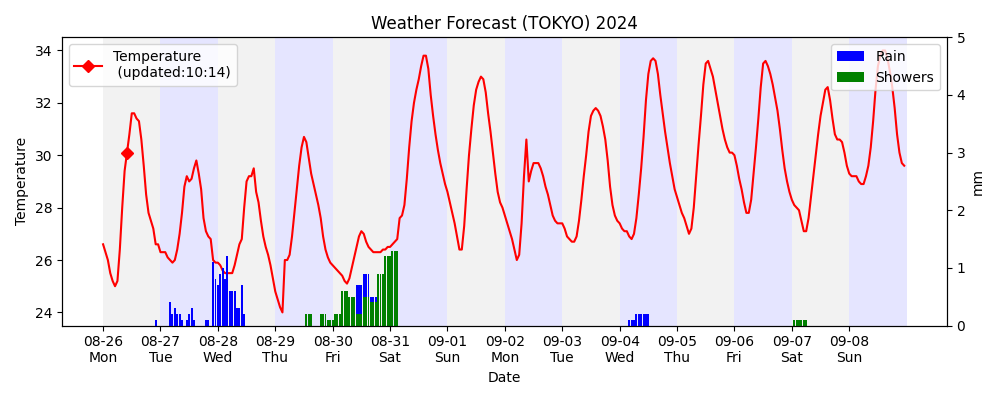 Weather Forecast (TOKYO) 2024
Temperature
(updated:10:14)
Rain
Showers
34
32
30
28
26
24
Temperature
5
4
3
2
1
0
mm
08-26 08-27 08-28 08-29 08-30 08-31 09-01 09-02 09-03 09-04 09-05 09-06 09-07 09-08
Mon Tue Wed Thu Fri Sat Sun Mon Tue Wed Thu Fri Sat Sun
Date